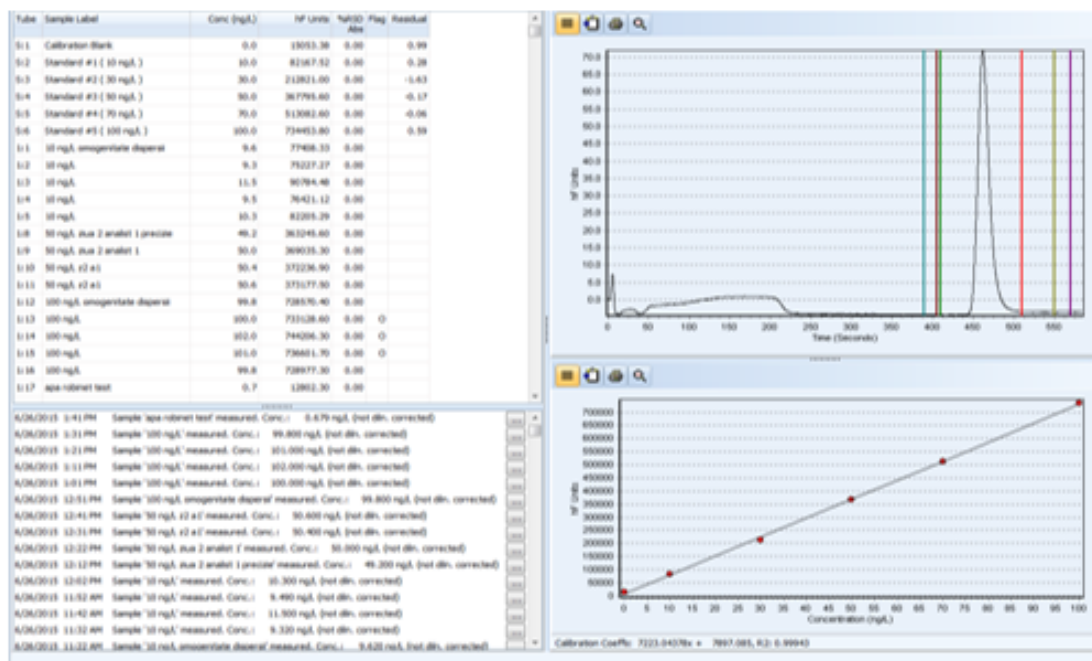 Tube Sample Label Conc (ng/L) NF Units %RSD Abs Flag Residual
S:1 Calibration Blank 0.0 15053.38 0.00 0.99
S:2 Standard #1 ( 10 ng/L ) 10.0 82167.52 0.00 0.28
S:3 Standard #2 ( 30 ng/L ) 30.0 212821.00 0.00 -1.63
S:4 Standard #3 ( 50 ng/L ) 50.0 367795.60 0.00 -0.17
S:5 Standard #4 ( 70 ng/L ) 70.0 513082.60 0.00 -0.06
S:6 Standard #5 ( 100 ng/L ) 100.0 734453.80 0.00 0.59
1:1 10 ng/L omogenitate dispersi 9.6 77408.33 0.00
1:2 10 ng/L 9.3 75227.27 0.00
1:3 10 ng/L 11.5 90784.48 0.00
1:4 10 ng/L 9.5 76421.12 0.00
1:5 10 ng/L 10.3 82205.29 0.00
1:8 50 ng/L ziua 2 analist 1 precizie 49.2 363245.60 0.00
1:9 50 ng/L ziua 2 analist 1 50.0 369035.30 0.00
1:10 50 ng/L z2 a1 50.4 372236.90 0.00
1:11 50 ng/L z2 a1 50.6 373177.50 0.00
1:12 100 ng/L omogenitate dispersi 99.8 728570.40 0.00
1:13 100 ng/L 100.0 733128.60 0.00 O
1:14 100 ng/L 102.0 744206.30 0.00 O
1:15 100 ng/L 101.0 736601.70 0.00 O
1:16 100 ng/L 99.8 728977.30 0.00
1:17 apa robinet test 0.7 12802.30 0.00
6/26/2015 1:41 PM Sample 'apa robinet test' measured. Conc.: 0.679 ng/L (not diln. corrected)
6/26/2015 1:31 PM Sample '100 ng/L' measured. Conc.: 99.800 ng/L (not diln. corrected)
6/26/2015 1:21 PM Sample '100 ng/L' measured. Conc.: 101.000 ng/L (not diln. corrected)
6/26/2015 1:11 PM Sample '100 ng/L' measured. Conc.: 102.000 ng/L (not diln. corrected)
6/26/2015 1:01 PM Sample '100 ng/L' measured. Conc.: 100.000 ng/L (not diln. corrected)
6/26/2015 12:51 PM Sample '100 ng/L omogenitate dispersi' measured. Conc.: 99.800 ng/L (not diln. corrected)
6/26/2015 12:41 PM Sample '50 ng/L z2 a1' measured. Conc.: 50.600 ng/L (not diln. corrected)
6/26/2015 12:31 PM Sample '50 ng/L z2 a1' measured. Conc.: 50.400 ng/L (not diln. corrected)
6/26/2015 12:22 PM Sample '50 ng/L ziua 2 analist 1' measured. Conc.: 50.000 ng/L (not diln. corrected)
6/26/2015 12:12 PM Sample '50 ng/L ziua 2 analist 1 precizie' measured. Conc.: 49.200 ng/L (not diln. corrected)
6/26/2015 12:02 PM Sample '10 ng/L' measured. Conc.: 10.300 ng/L (not diln. corrected)
6/26/2015 11:52 AM Sample '10 ng/L' measured. Conc.: 9.490 ng/L (not diln. corrected)
6/26/2015 11:42 AM Sample '10 ng/L' measured. Conc.: 11.500 ng/L (not diln. corrected)
6/26/2015 11:32 AM Sample '10 ng/L' measured. Conc.: 9.320 ng/L (not diln. corrected)
6/26/2015 11:22 AM Sample '10 ng/L omogenitate dispersi' measured. Conc.: 9.620 ng/L (not diln. corrected)
NF Units
70.0
65.0
60.0
55.0
50.0
45.0
40.0
35.0
30.0
25.0
20.0
15.0
10.0
5.0
0.0
0 50 100 150 200 250 300 350 400 450 500 550
Time (Seconds)
NF Units
700000
650000
600000
550000
500000
450000
400000
350000
300000
250000
200000
150000
100000
50000
0
0 5 10 15 20 25 30 35 40 45 50 55 60 65 70 75 80 85 90 95 100
Concentration (ng/L)
Calibration Coeffs: 7223.04378x + 7897.085, R2: 0.99943